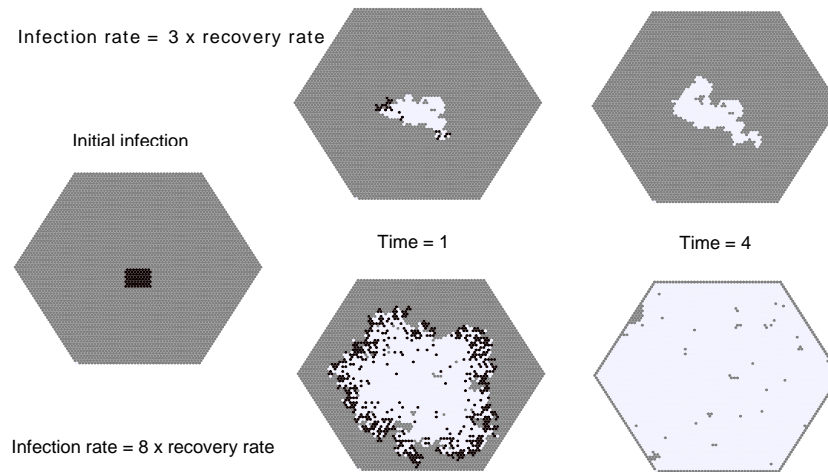 Infection rate = 3 x recovery rate
Initial infection
Time = 1
Time = 4
Infection rate = 8 x recovery rate